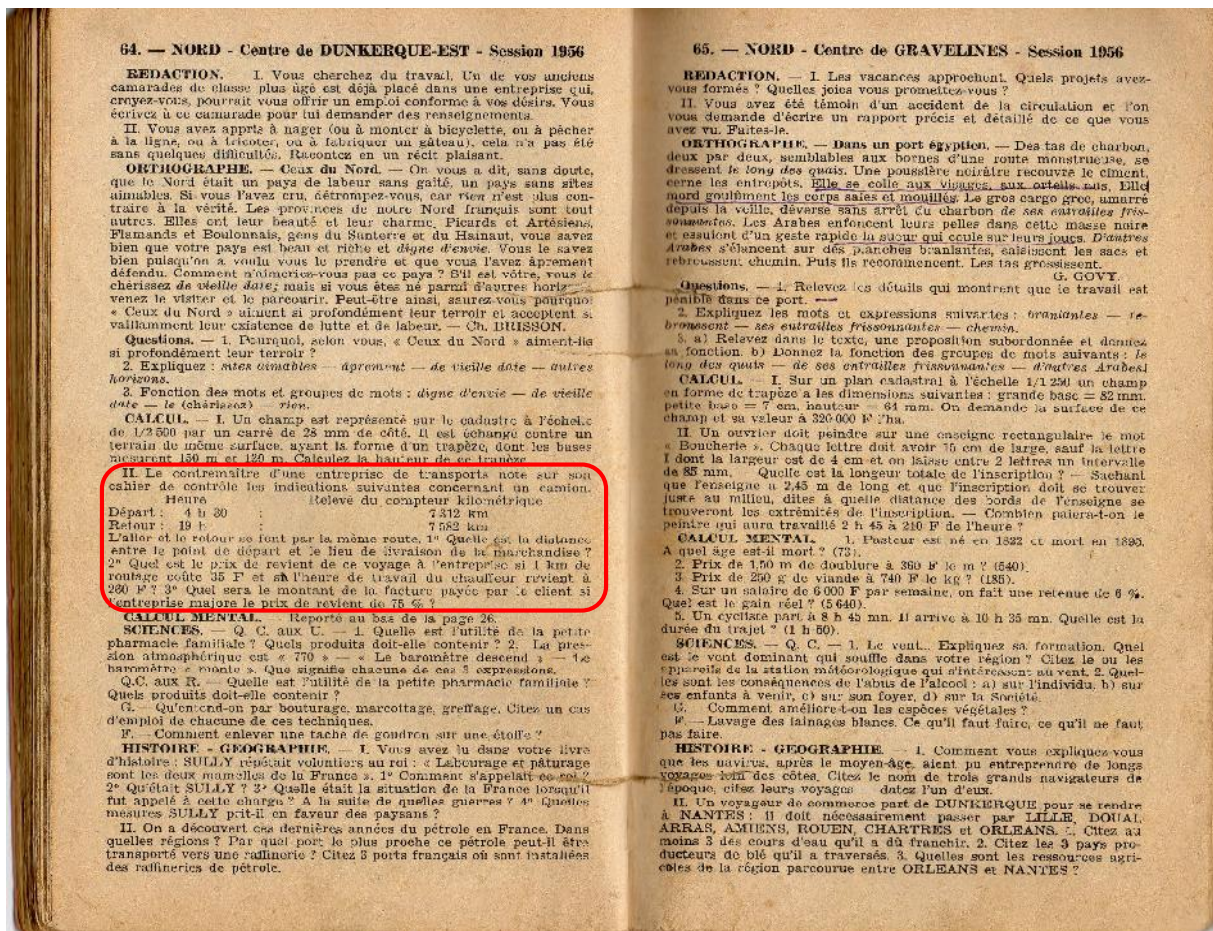 64. — NORD - Centre de DUNKERQUE-EST - Session 1956
REDACTION. — I. Vous cherchez du travail. Un de vos anciens
camarades de classe plus âgé est déjà placé dans une entreprise qui,
croyez-vous, pourrait vous offrir un emploi conforme à vos désirs. Vous
écrivez à ce camarade pour lui demander des renseignements.
II. Vous avez appris à nager (ou à monter à bicyclette, ou à pêcher
à la ligne, ou à tricoter, ou à fabriquer un gâteau), cela n'a pas été
sans quelques difficultés. Racontez en un récit plaisant.
ORTHOGRAPHE. — Ceux du Nord. — On vous a dit, sans doute,
que le Nord était un pays de labeur sans gaîté, un pays sans sites
aimables. Si vous l'avez cru, détrompez-vous, car rien n'est plus con-
traire à la vérité. Les provinces de notre Nord français sont tout
autres. Elles ont leur beauté et leur charme. Picards et Artésiens,
Flamands et Boulonnais, gens du Santerre et du Hainaut, vous savez
bien que votre pays est beau et riche et digne d'envie. Vous le savez
bien puisqu'on a voulu vous le prendre et que vous l'avez âprement
défendu. Comment n'aimeriez-vous pas ce pays ? S'il est vôtre, vous le
chérissez de vieille date; mais si vous êtes né parmi d'autres
venez le visiter et le parcourir. Peut-être ainsi, saurez-vous pourquoi
« Ceux du Nord » aiment si profondément leur terroir et acceptent si
vaillamment leur existence de lutte et de labeur. — Ch. BRISSON.
Questions. — 1. Pourquoi, selon vous, « Ceux du Nord » aiment-ils
si profondément leur terroir ?
2. Expliquez : sites aimables — âprement — de vieille date — autres
horizons.
3. Fonction des mots et groupes de mots : digne d'envie — de vieille
date — le (chérissez) — rien.
CALCUL. — I. Un champ est représenté sur le cadastre à l'échelle
de 1/2 500 par un carré de 28 mm de côté. Il est échangé contre un
terrain de même surface, ayant la forme d'un trapèze, dont les bases
mesurent 150 m et 120 m. Calculez la hauteur de ce trapèze.
II. Le contremaître d'une entreprise de transports note sur son
cahier de contrôle les indications suivantes concernant un camion.
Heure Relevé du compteur kilométrique
Départ : 4 h 30 : 7 312 km
Retour : 19 h : 7 582 km
L'aller et le retour se font par la même route. 1° Quelle est la distance
entre le point de départ et le lieu de livraison de la marchandise ?
2° Quel est le prix de revient de ce voyage à l'entreprise si 1 km de
roulage coûte 35 F et si l'heure de travail du chauffeur revient à
260 F ? 3° Quel sera le montant de la facture payée par le client si
l'entreprise majore le prix de revient de 75 % ?
CALCUL MENTAL. — Reporté au bas de la page 26.
SCIENCES. — Q. C. aux U. — 1. Quelle est l'utilité de la petite
pharmacie familiale ? Quels produits doit-elle contenir ? 2. La pres-
sion atmosphérique est « 770 » — « Le baromètre descend » — « Le
baromètre monte ». Que signifie chacune de ces 3 expressions.
Q.C. aux R. — Quelle est l'utilité de la petite pharmacie familiale ?
Quels produits doit-elle contenir ?
G. — Qu'entend-on par bouturage, marcottage, greffage. Citez un cas
d'emploi de chacune de ces techniques.
F. — Comment enlever une tache de goudron sur une étoffe ?
HISTOIRE - GEOGRAPHIE. — I. Vous avez lu dans votre livre
d'histoire : SULLY répétait volontiers au roi : « Labourage et pâturage
sont les deux mamelles de la France ». 1° Comment s'appelait ce roi ?
2° Qu'était SULLY ? 3° Quelle était la situation de la France lorsqu'il
fut appelé à cette charge ? A la suite de quelles guerres ? 4° Quelles
mesures SULLY prit-il en faveur des paysans ?
II. On a découvert ces dernières années du pétrole en France. Dans
quelles régions ? Par quel port le plus proche ce pétrole peut-il être
transporté vers une raffinerie ? Citez 3 ports français où sont installées
des raffineries de pétrole.
65. — NORD - Centre de GRAVELINES - Session 1956
REDACTION. — I. Les vacances approchent. Quels projets avez-
vous formés ? Quelles joies vous promettez-vous ?
II. Vous avez été témoin d'un accident de la circulation et l'on
vous demande d'écrire un rapport précis et détaillé de ce que vous
avez vu. Faites-le.
ORTHOGRAPHE. — Dans un port égyptien. — Des tas de charbon,
deux par deux, semblables aux bornes d'une route monstrueuse, se
dressent le long des quais. Une poussière noirâtre recouvre le ciment,
cerne les entrepôts. Elle se colle aux visages, aux orteils nus. Elle
mord goulûment les corps sales et mouillés. Le gros cargo grec, amarré
depuis la veille, déverse sans arrêt du charbon de ses entrailles fris-
sonnantes. Les Arabes enfoncent leurs pelles dans cette masse noire
et essuient d'un geste rapide la sueur qui coule sur leurs joues. D'autres
Arabes s'élancent sur des planches branlantes, saisissent les sacs et
rebroussent chemin. Puis ils recommencent. Les tas grossissent.
G. GOVY.
Questions. — 1. Relevez les détails qui montrent que le travail est
pénible dans ce port.
2. Expliquez les mots et expressions suivantes : branlantes — re-
broussent — ses entrailles frissonnantes — chemin.
3. a) Relevez dans le texte, une proposition subordonnée et donnez
sa fonction. b) Donnez la fonction des groupes de mots suivants : le
long des quais — de ses entrailles frissonnantes — d'autres Arabes.
CALCUL. — I. Sur un plan cadastral à l'échelle 1/1 250 un champ
en forme de trapèze a les dimensions suivantes : grande base = 82 mm,
petite base = 7 cm, hauteur = 64 mm. On demande la surface de ce
champ et sa valeur à 320 000 F l'ha.
II. Un ouvrier doit peindre sur une enseigne rectangulaire le mot
« Boucherie ». Chaque lettre doit avoir 15 cm de large, sauf la lettre
I dont la largeur est de 4 cm et on laisse entre 2 lettres un intervalle
de 85 mm. — Quelle est la longueur totale de l'inscription ? — Sachant
que l'enseigne a 2,45 m de long et que l'inscription doit se trouver
juste au milieu, dites à quelle distance des bords de l'enseigne se
trouveront les extrémités de l'inscription. — Combien paiera-t-on le
peintre qui aura travaillé 2 h 45 à 240 F de l'heure ?
CALCUL MENTAL. — 1. Pasteur est né en 1822 et mort en 1895.
A quel âge est-il mort ? (73).
2. Prix de 1,50 m de doublure à 360 F le m ? (540).
3. Prix de 250 g de viande à 740 F le kg ? (185).
4. Sur un salaire de 6 000 F par semaine, on fait une retenue de 6 %.
Quel est le gain réel ? (5 640).
5. Un cycliste part à 8 h 45 mn. Il arrive à 10 h 35 mn. Quelle est la
durée du trajet ? (1 h 50).
SCIENCES. — Q. C. — 1. Le vent. Expliquez sa formation. Quel
est le vent dominant qui souffle dans votre région ? Citez le ou les
appareils de la station météorologique qui s'intéressent au vent. 2. Quel-
les sont les conséquences de l'abus de l'alcool : a) sur l'individu, b) sur
ses enfants à venir, c) sur son foyer, d) sur la Société.
G. — Comment améliore-t-on les espèces végétales ?
F. — Lavage des lainages blancs. Ce qu'il faut faire, ce qu'il ne faut
pas faire.
HISTOIRE - GEOGRAPHIE. — I. Comment vous expliquez-vous
que les navires, après le moyen-âge, aient pu entreprendre de longs
voyages loin des côtes. Citez le nom de trois grands navigateurs de
l'époque, citez leurs voyages — datez l'un d'eux.
II. Un voyageur de commerce part de DUNKERQUE pour se rendre
à NANTES : il doit nécessairement passer par LILLE, DOUAI,
ARRAS, AMIENS, ROUEN, CHARTRES et ORLEANS. 1. Citez au
moins 3 des cours d'eau qu'il a dû franchir. 2. Citez les 3 pays pro-
ducteurs de blé qu'il a traversés. 3. Quelles sont les ressources agri-
coles de la région parcourue entre ORLEANS et NANTES ?